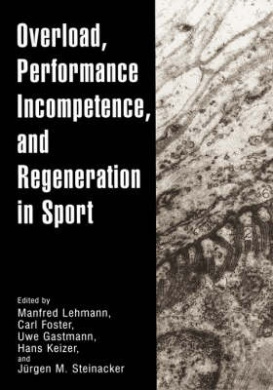 Overload,
Performance
Incompetence,
and
Regeneration
in Sport
Edited by
Manfred Lehmann,
Carl Foster,
Uwe Gastmann,
Hans Keizer,
and
Jürgen M. Steinacker